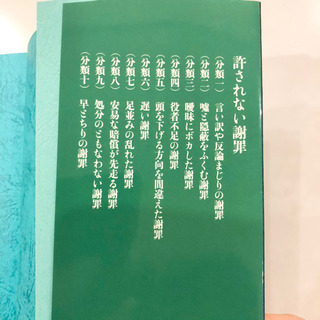 許されない謝罪
（分類一）言い訳や反論まじりの謝罪
（分類二）嘘と隠蔽をふくむ謝罪
（分類三）曖昧にボカした謝罪
（分類四）役者不足の謝罪
（分類五）頭を下げる方向を間違えた謝罪
（分類六）遅い謝罪
（分類七）足並みの乱れた謝罪
（分類八）安易な賠償が先走る謝罪
（分類九）処分のともなわない謝罪
（分類十）早とちりの謝罪